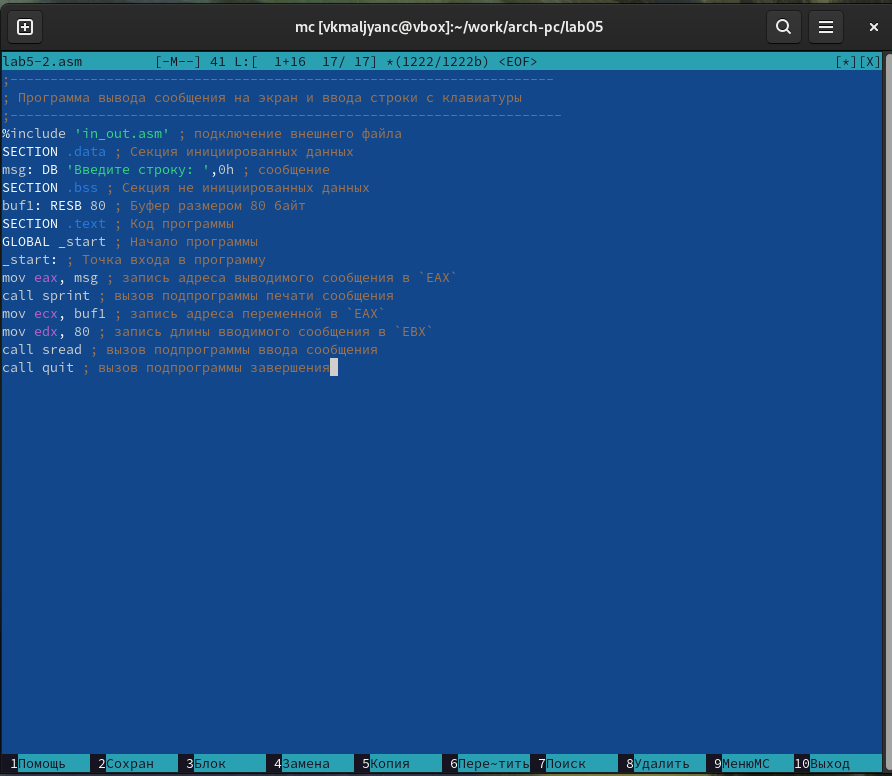 mc [vkmaljyanc@vbox]:~/work/arch-pc/lab05
lab5-2.asm [-M--] 41 L:[ 1+16 17/ 17] *(1222/1222b) <EOF> [*][X]
;--------------------------------------------------------------------
; Программа вывода сообщения на экран и ввода строки с клавиатуры
;---------------------------------------------------------------------
%include 'in_out.asm' ; подключение внешнего файла
SECTION .data ; Секция инициированных данных
msg: DB 'Введите строку: ',0h ; сообщение
SECTION .bss ; Секция не инициированных данных
buf1: RESB 80 ; Буфер размером 80 байт
SECTION .text ; Код программы
GLOBAL _start ; Начало программы
_start: ; Точка входа в программу
mov eax, msg ; запись адреса выводимого сообщения в `EAX`
call sprint ; вызов подпрограммы печати сообщения
mov ecx, buf1 ; запись адреса переменной в `EAX`
mov edx, 80 ; запись длины вводимого сообщения в `EBX`
call sread ; вызов подпрограммы ввода сообщения
call quit ; вызов подпрограммы завершения
1Помощь 2Сохран 3Блок 4Замена 5Копия 6Пере~тить 7Поиск 8Удалить 9МенюMC 10Выход